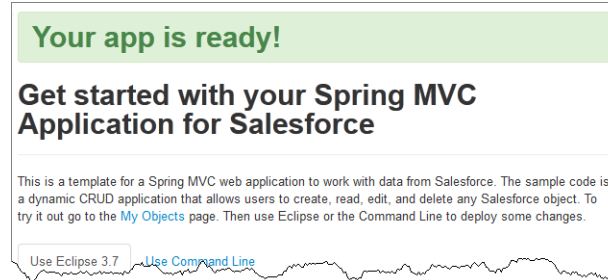 Your app is ready!
Get started with your Spring MVC
Application for Salesforce
This is a template for a Spring MVC web application to work with data from Salesforce. The sample code is
a dynamic CRUD application that allows users to create, read, edit, and delete any Salesforce object. To
try it out go to the My Objects page. Then use Eclipse or the Command Line to deploy some changes.
Use Eclipse 3.7 Use Command Line